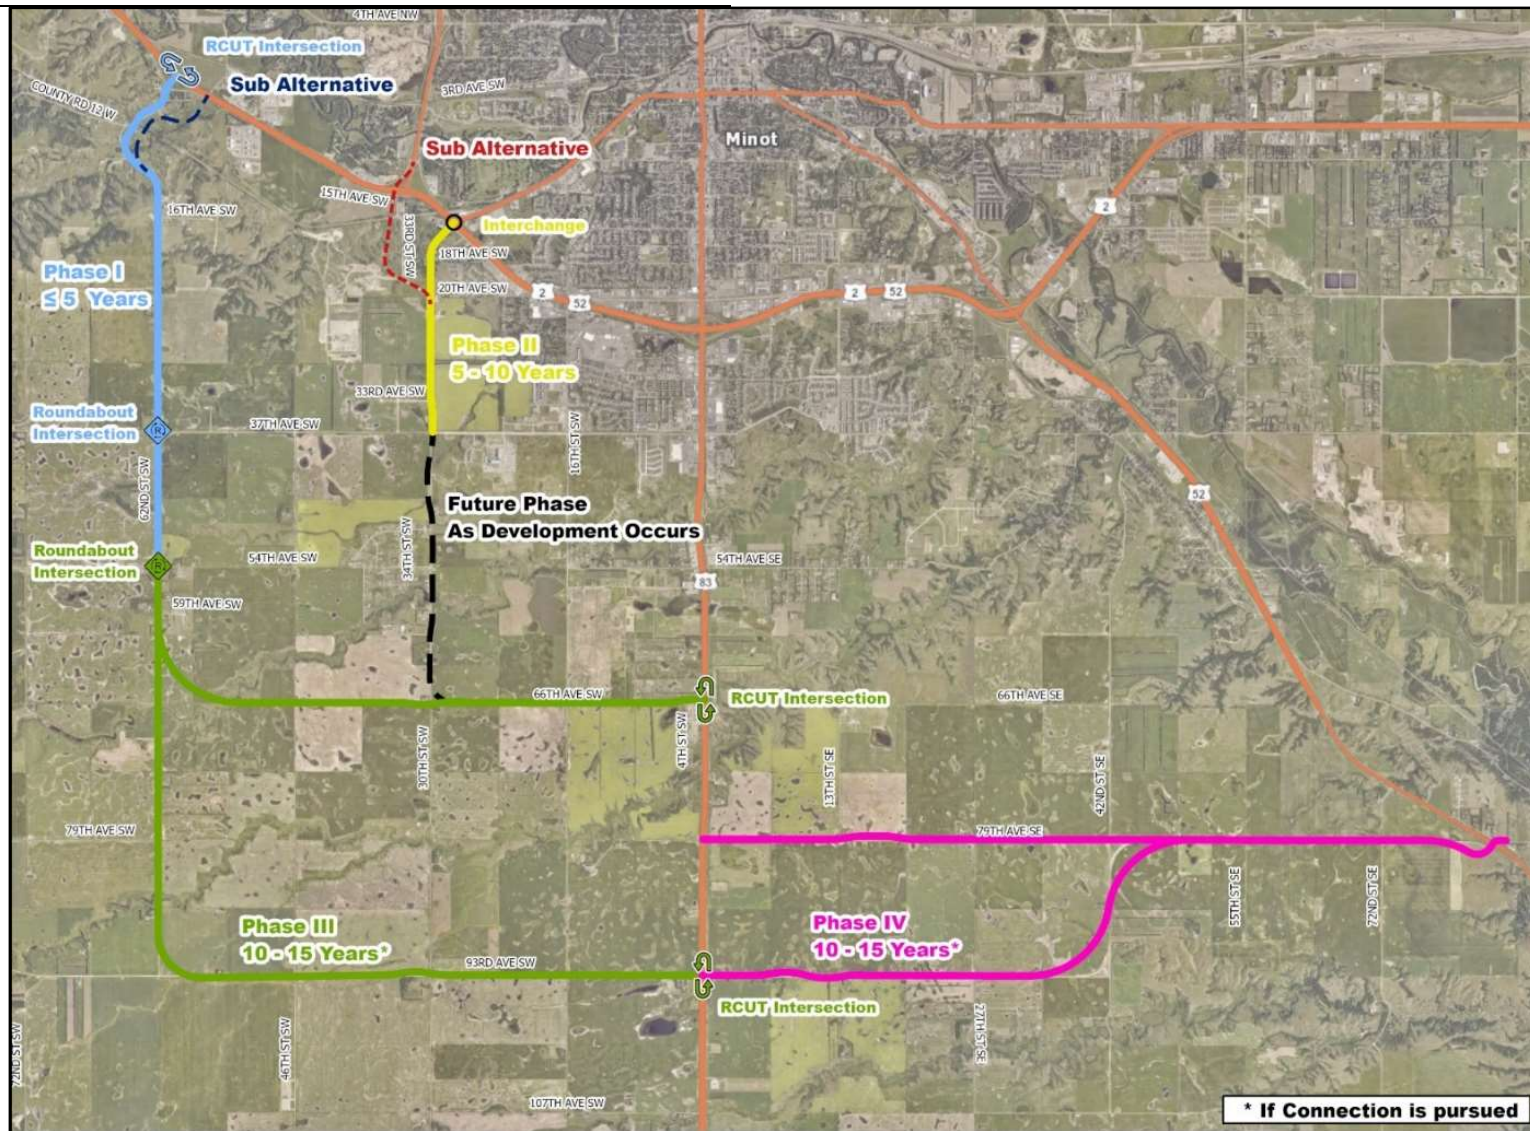 4TH AVE NW
RCUT Intersection
Sub Alternative
COUNTY RD 12 W
3RD AVE SW
Minot
Sub Alternative
15TH AVE SW
16TH AVE SW
2
33RD ST SW
Interchange
18TH AVE SW
Phase I
≤ 5 Years
20TH AVE SW
2
52
2
52
Phase II
5 - 10 Years
33RD AVE SW
Roundabout
Intersection
37TH AVE SW
16TH ST SW
62ND ST SW
52
Future Phase
As Development Occurs
34TH ST SW
Roundabout
Intersection
54TH AVE SW
54TH AVE SE
83
59TH AVE SW
66TH AVE SW
RCUT Intersection
66TH AVE SE
30TH ST SW
4TH ST SW
13TH ST SE
42ND ST SE
79TH AVE SW
79TH AVE SE
55TH ST SE
72ND ST SE
Phase III
10 - 15 Years*
Phase IV
10 - 15 Years*
93RD AVE SW
RCUT Intersection
72ND ST SW
46TH ST SW
27TH ST SE
107TH AVE SW
* If Connection is pursued